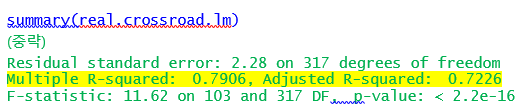 summary(real.crossroad.lm)
(중략)
Residual standard error: 2.28 on 317 degrees of freedom
Multiple R-squared:  0.7906, Adjusted R-squared:  0.7226
F-statistic: 11.62 on 103 and 317 DF,  p-value: < 2.2e-16